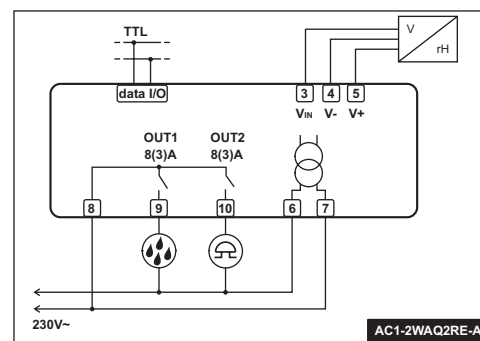 TTL
V
rH
data I/O
3 4 5
VIN V- V+
OUT1 OUT2
8(3)A 8(3)A
8 9 10 6 7
230V~
AC1-2WAQ2RE-A